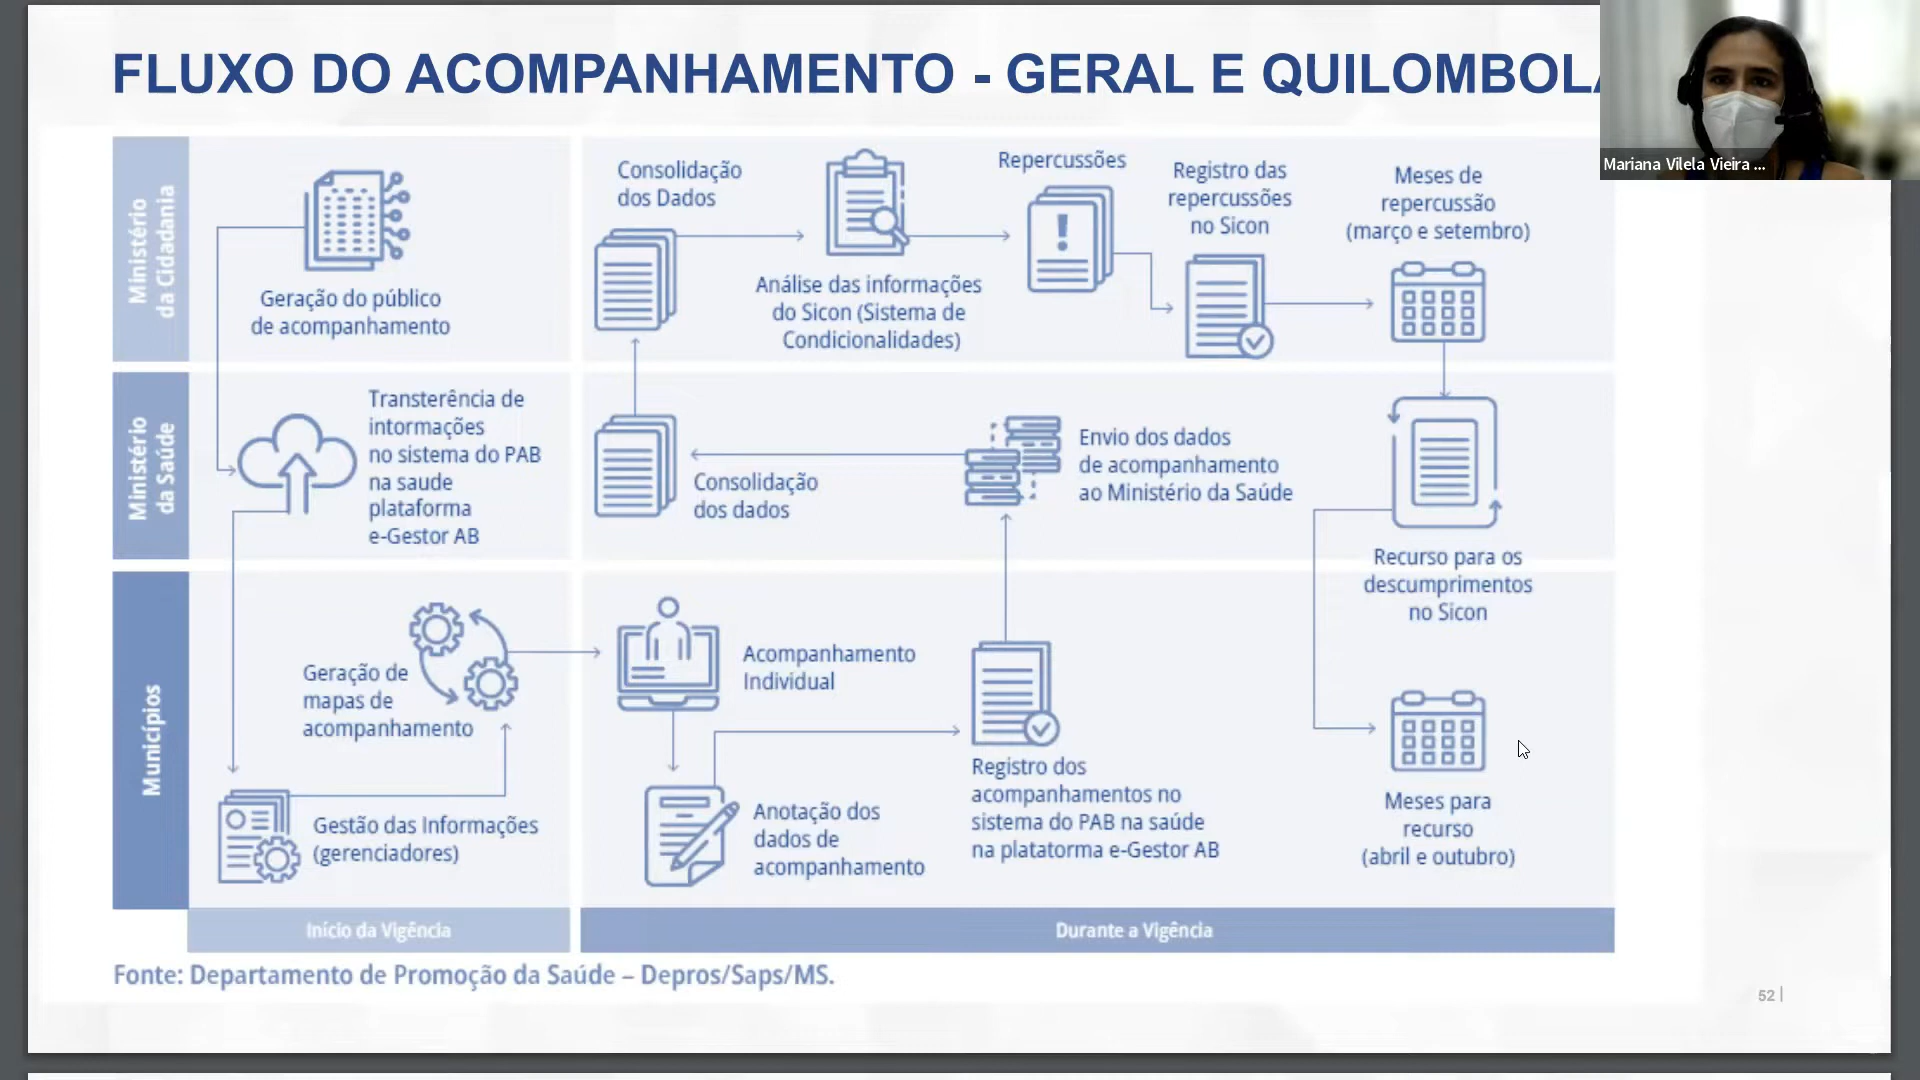 FLUXO DO ACOMPANHAMENTO - GERAL E QUILOMBOLA
Mariana Vilela Vieira ...
Ministério
da Cidadania
Geração do público
de acompanhamento
Consolidação
dos Dados
Análise das informações
do Sicon (Sistema de
Condicionalidades)
Repercussões
Registro das
repercussões
no Sicon
Meses de
repercussão
(março e setembro)
Ministério
da Saúde
Transterência de
intormações
no sistema do PAB
na saude
plataforma
e-Gestor AB
Consolidação
dos dados
Envio dos dados
de acompanhamento
ao Ministério da Saúde
Recurso para os
descumprimentos
no Sicon
Municípios
Geração de
mapas de
acompanhamento
Gestão das Informações
(gerenciadores)
Acompanhamento
Individual
Anotação dos
dados de
acompanhamento
Registro dos
acompanhamentos no
sistema do PAB na saúde
na platatorma e-Gestor AB
Meses para
recurso
(abril e outubro)
Início da Vigência
Durante a Vigência
Fonte: Departamento de Promoção da Saúde – Depros/Saps/MS.
52 |